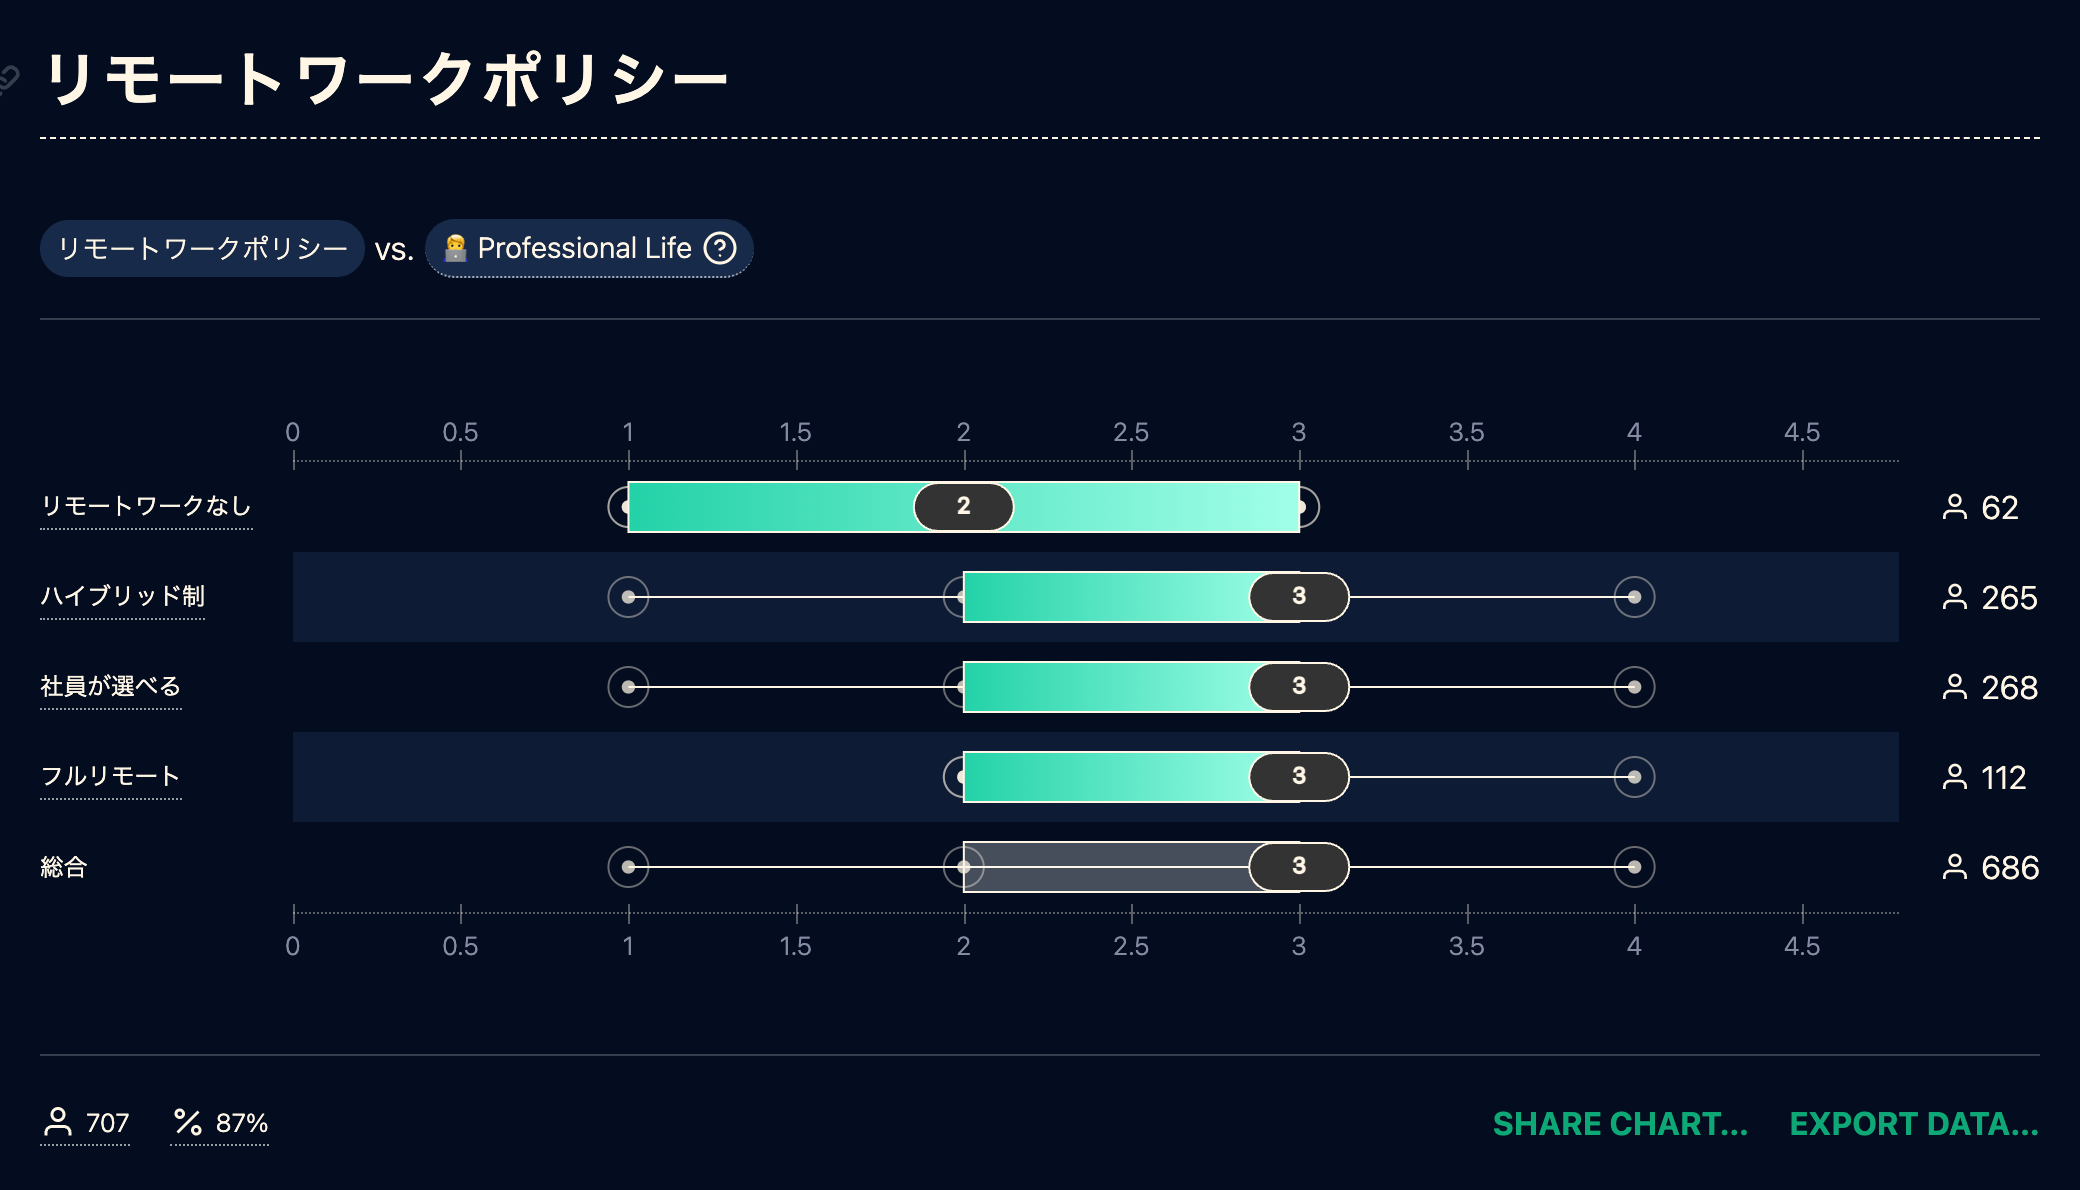 リモートワークポリシー
リモートワークポリシー vs. Professional Life ?
0 0.5 1 1.5 2 2.5 3 3.5 4 4.5
リモートワークなし 2 62
ハイブリッド制 3 265
社員が選べる 3 268
フルリモート 3 112
総合 3 686
0 0.5 1 1.5 2 2.5 3 3.5 4 4.5
707 % 87% SHARE CHART... EXPORT DATA...